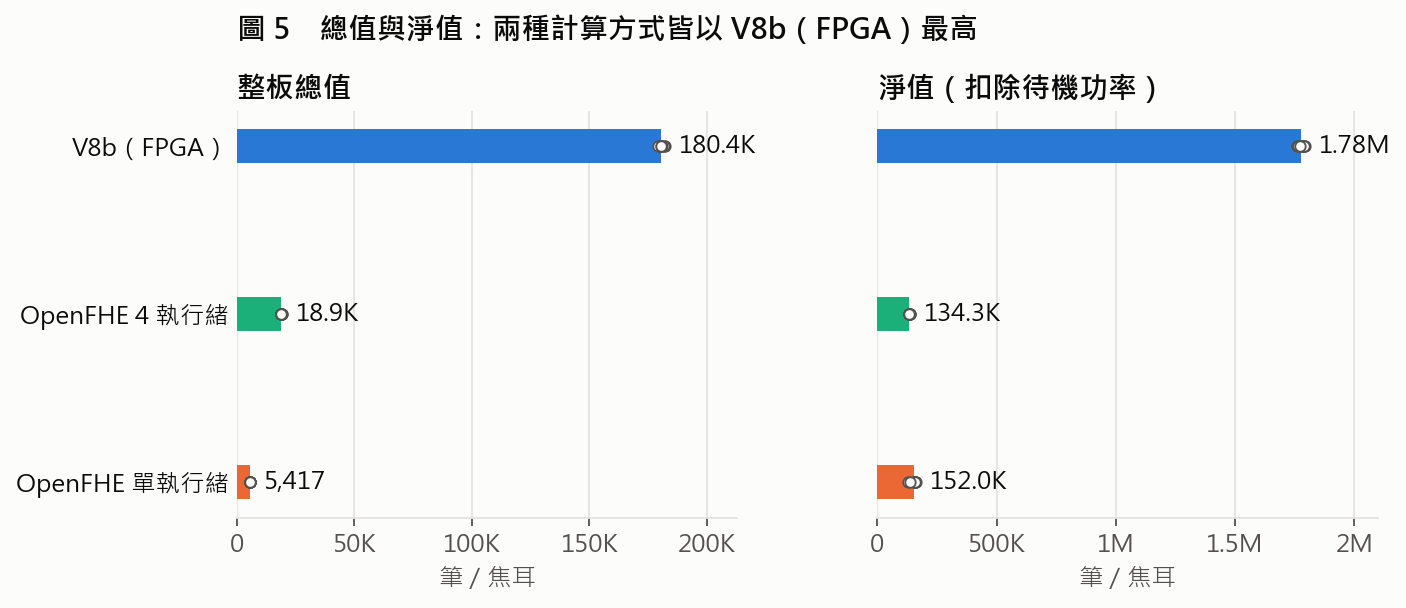 圖 5　總值與淨值：兩種計算方式皆以 V8b（FPGA）最高
整板總值
淨值（扣除待機功率）
V8b（FPGA）
180.4K
1.78M
OpenFHE 4 執行緒
18.9K
134.3K
OpenFHE 單執行緒
5,417
152.0K
0 50K 100K 150K 200K
0 500K 1M 1.5M 2M
筆 / 焦耳
筆 / 焦耳